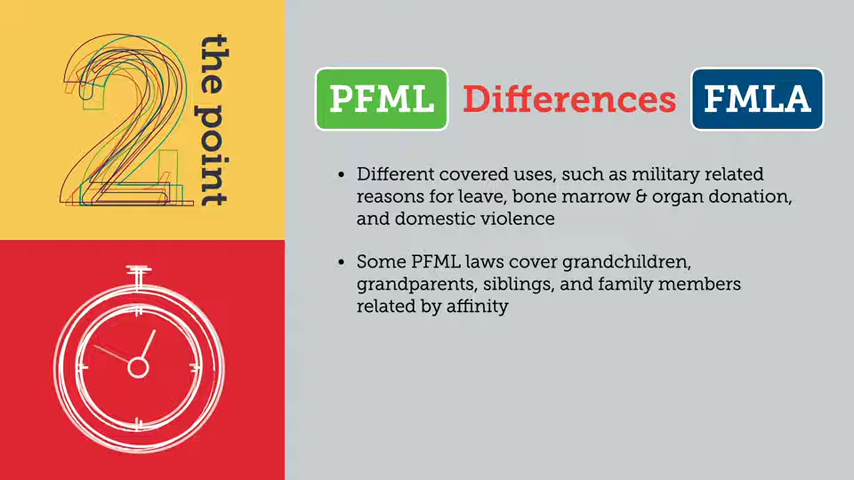 2
the point
PFML Differences FMLA
• Different covered uses, such as military related
reasons for leave, bone marrow & organ donation,
and domestic violence
• Some PFML laws cover grandchildren,
grandparents, siblings, and family members
related by affinity